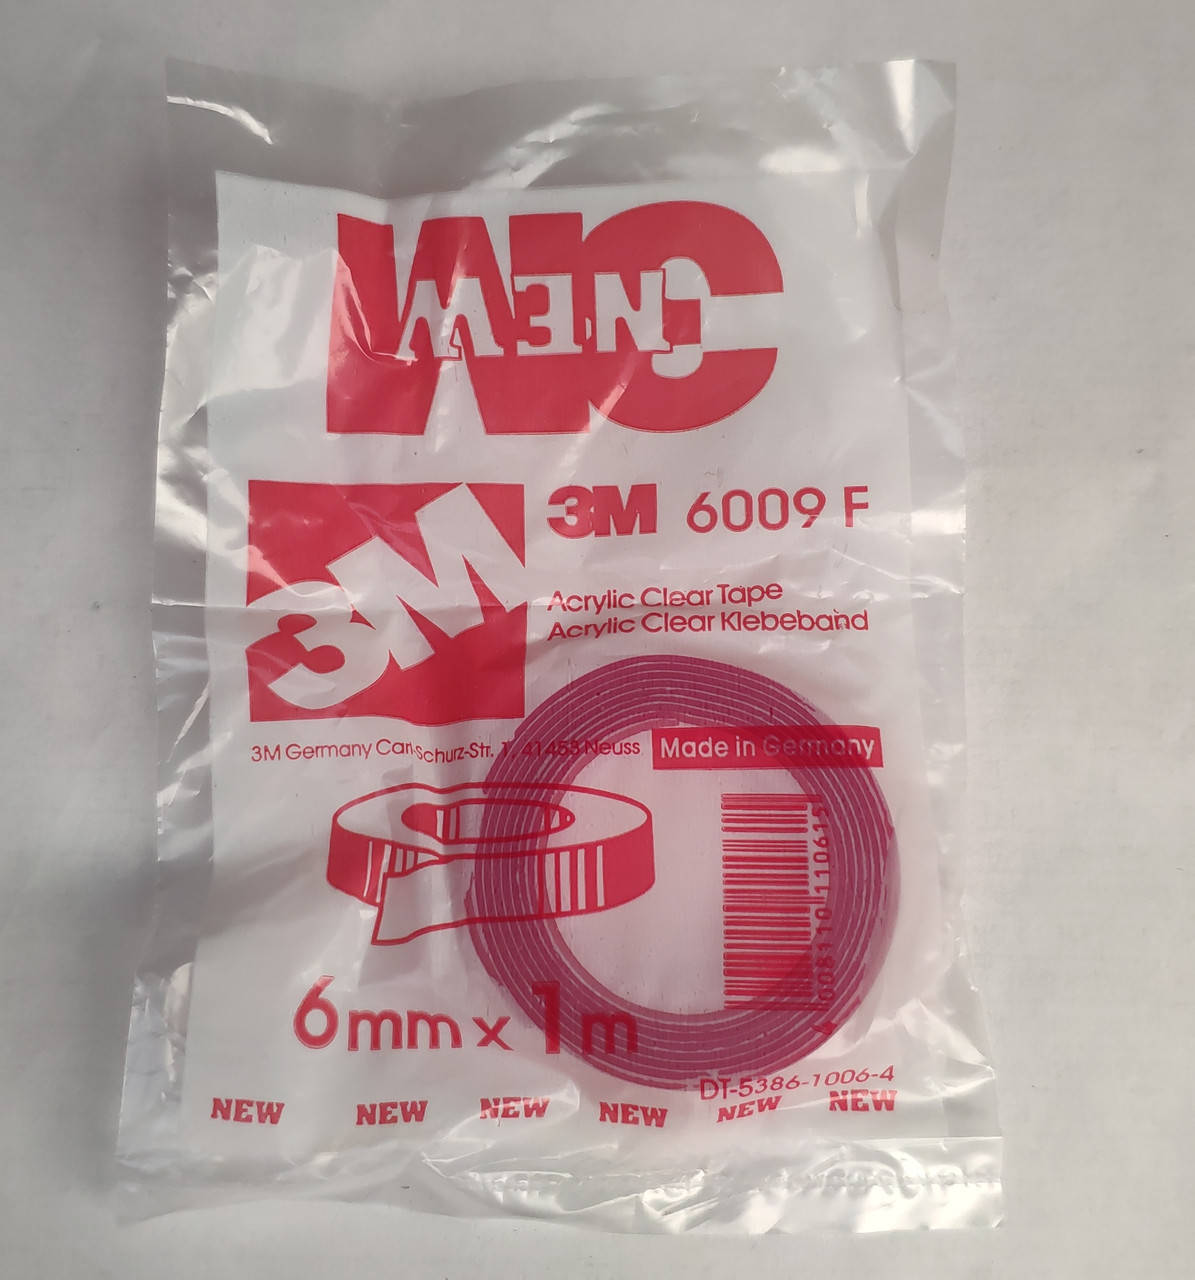 NEW
3M
3M 6009 F
Acrylic Clear Tape
Acrylic Clear Klebeband
3M Germany Carl-Schurz-Str. 1, 41453 Neuss
Made in Germany
6mm x 1m
DT-5386-1006-4
NEW NEW NEW NEW NEW NEW